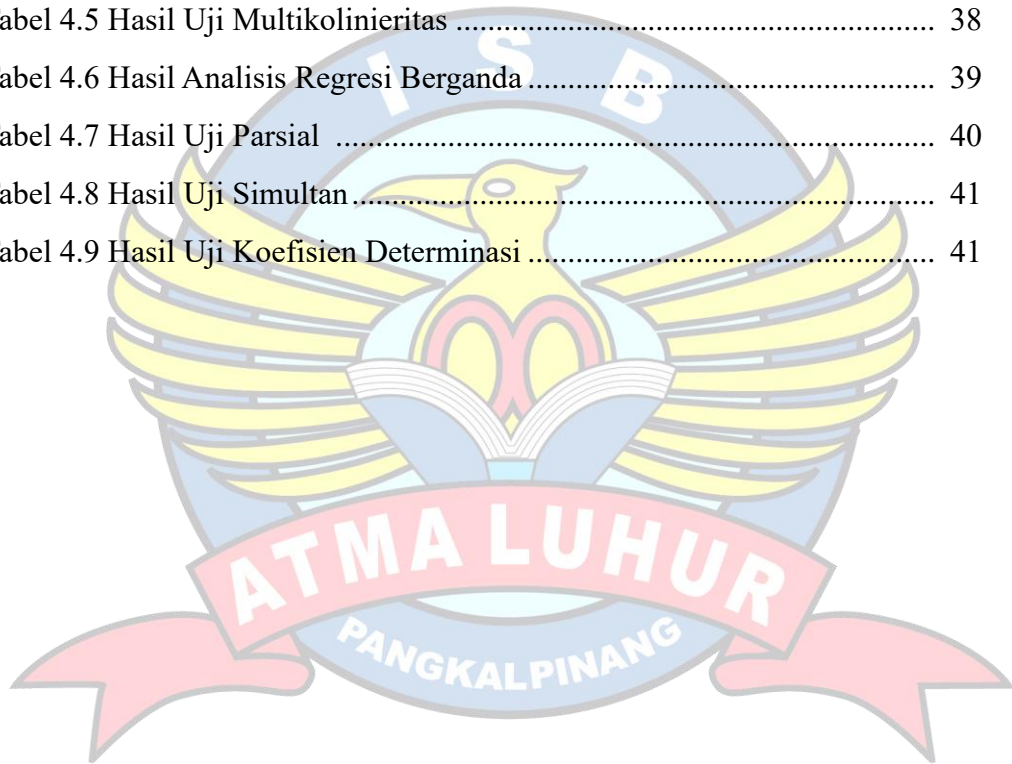 abel 4.5 Hasil Uji Multikolinieritas ........................................................... 38
abel 4.6 Hasil Analisis Regresi Berganda .................................................. 39
abel 4.7 Hasil Uji Parsial .......................................................................... 40
abel 4.8 Hasil Uji Simultan ........................................................................ 41
abel 4.9 Hasil Uji Koefisien Determinasi .................................................. 41
ISB
ATMA LUHUR
PANGKALPINANG